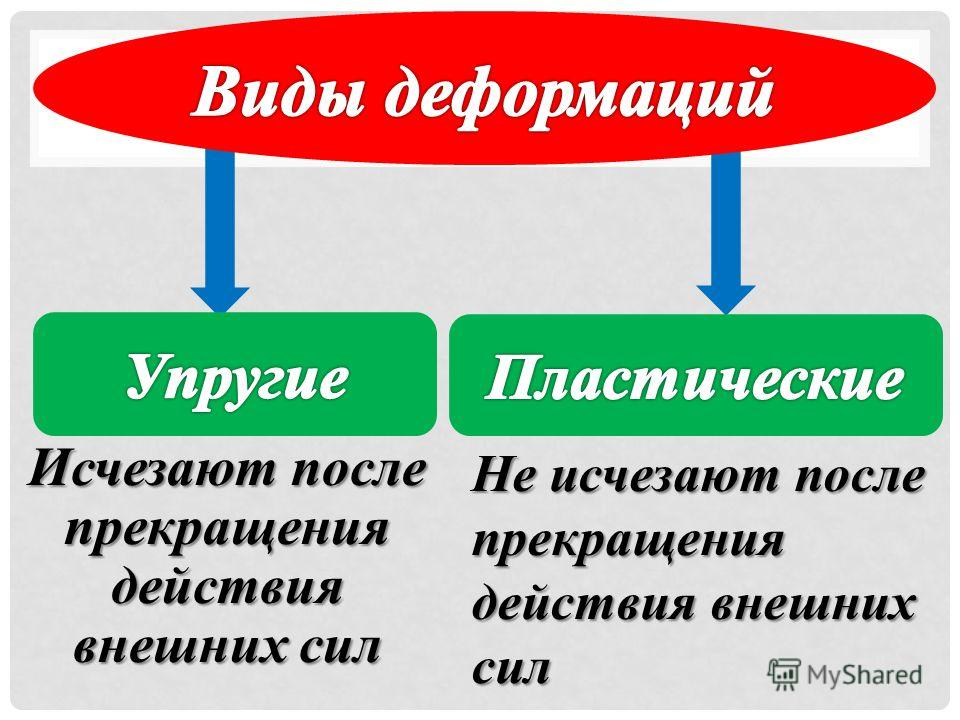 Виды деформаций
Упругие
Исчезают после
прекращения
действия
внешних сил
Пластические
Не исчезают после
прекращения
действия внешних
сил
MyShared